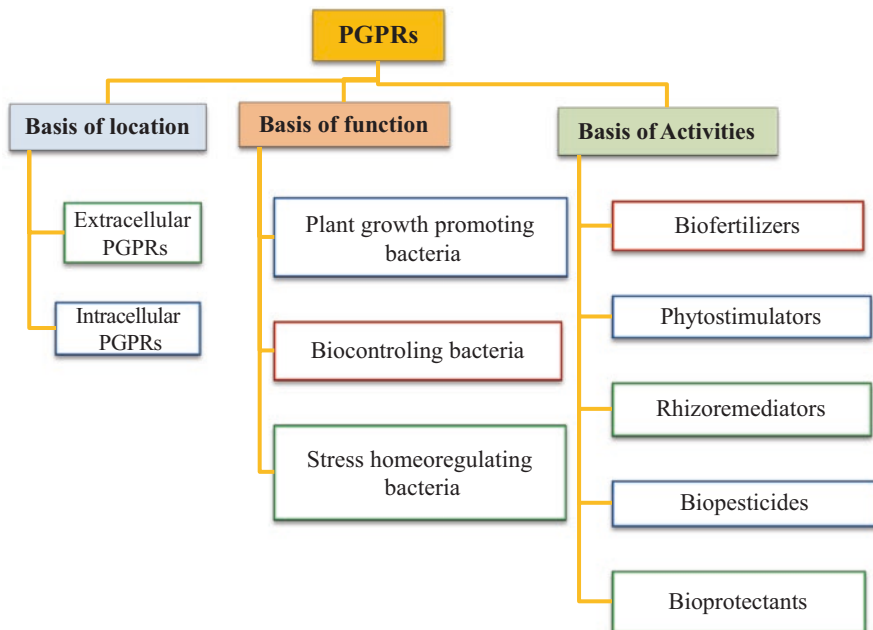 PGPRs
Basis of location
Extracellular
PGPRs
Intracellular
PGPRs
Basis of function
Plant growth promoting
bacteria
Biocontroling bacteria
Stress homeoregulating
bacteria
Basis of Activities
Biofertilizers
Phytostimulators
Rhizoremediators
Biopesticides
Bioprotectants